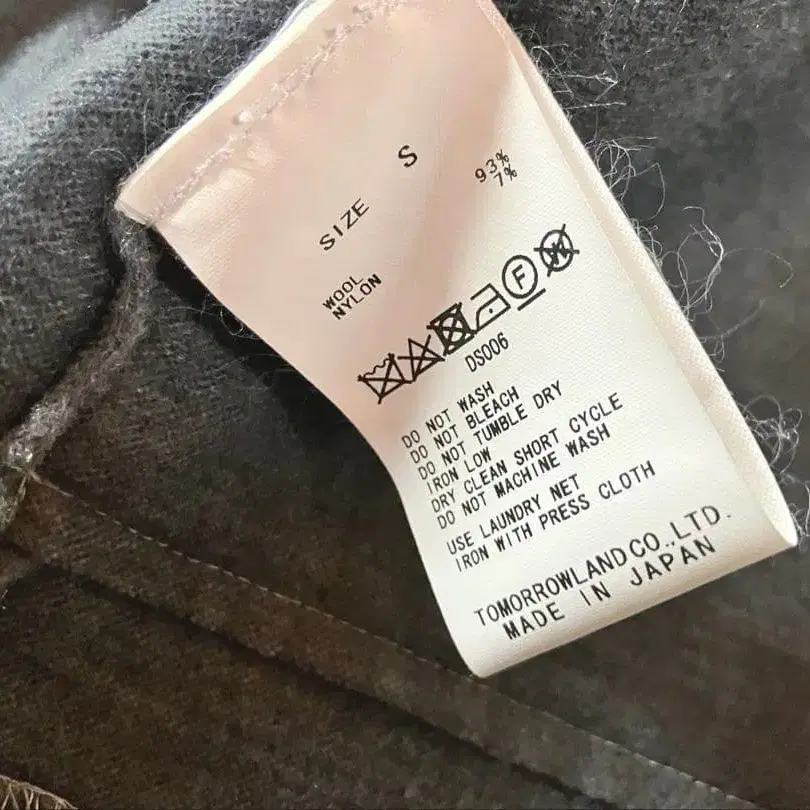 SIZE S
WOOL 93%
NYLON 7%
F W
DS006
DO NOT WASH
DO NOT BLEACH
DO NOT TUMBLE DRY
IRON LOW
DRY CLEAN SHORT CYCLE
DO NOT MACHINE WASH
USE LAUNDRY NET
IRON WITH PRESS CLOTH
TOMORROWLAND CO.,LTD.
MADE IN JAPAN